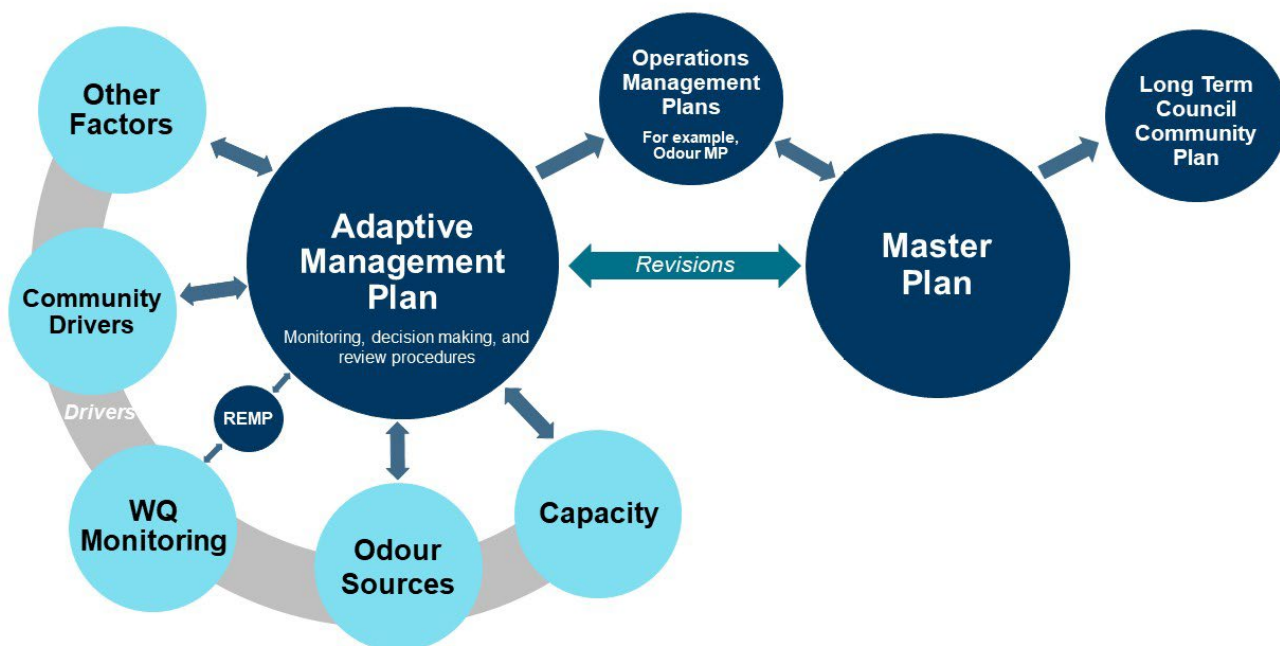 Other
Factors
Community
Drivers
Drivers
WQ
Monitoring
REMP
Odour
Sources
Capacity
Adaptive
Management
Plan
Monitoring, decision making, and
review procedures
Operations
Management
Plans
For example,
Odour MP
Revisions
Master
Plan
Long Term
Council
Community
Plan